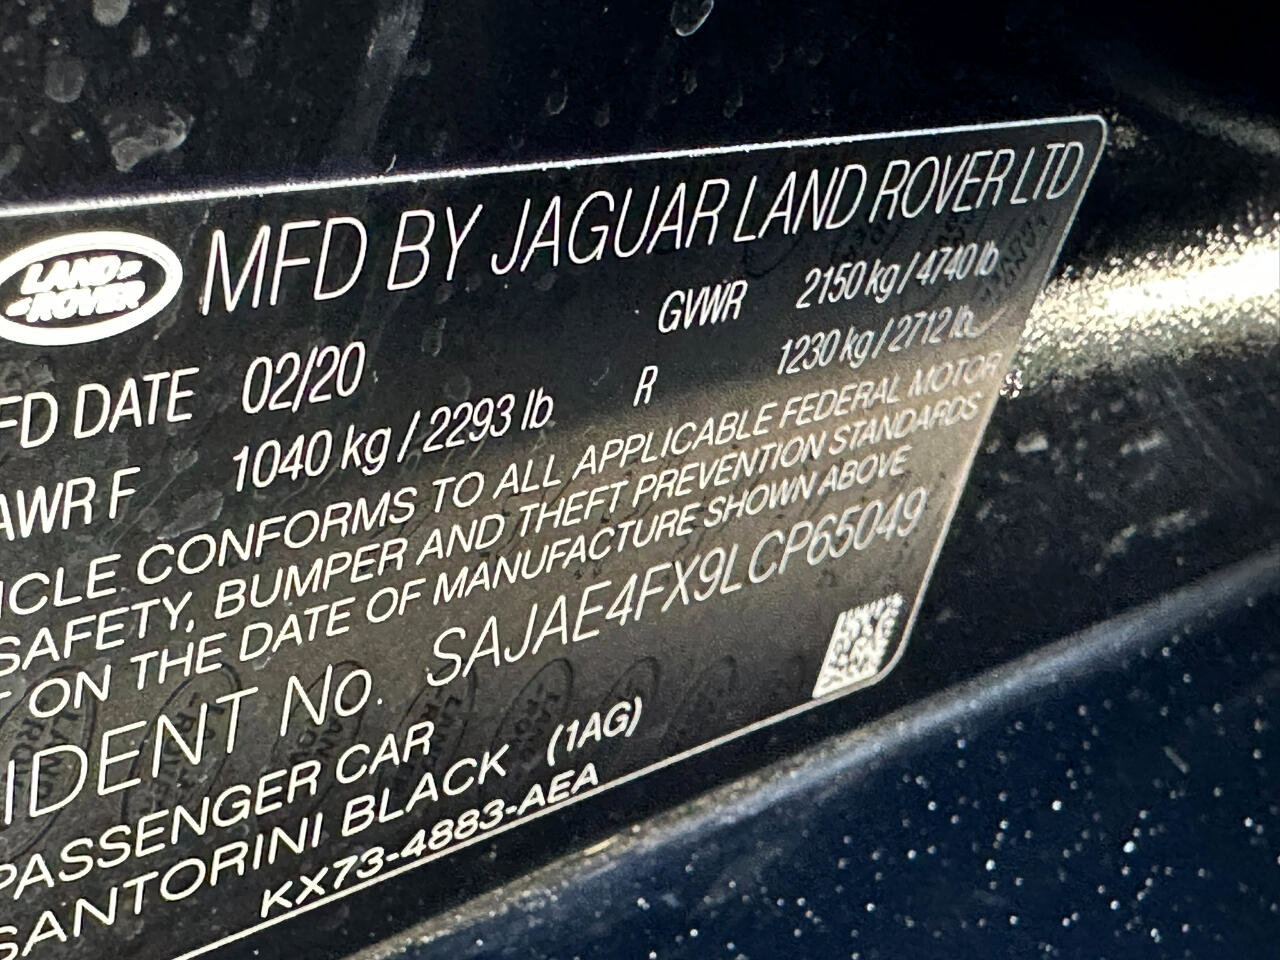 LAND-
-ROVER
MFD BY JAGUAR LAND ROVER LTD
FD DATE 02/20 GVWR 2150 kg / 4740 lb
AWR F 1040 kg / 2293 lb R 1230 kg / 2712 lb
ICLE CONFORMS TO ALL APPLICABLE FEDERAL MOTOR
SAFETY, BUMPER AND THEFT PREVENTION STANDARDS
T ON THE DATE OF MANUFACTURE SHOWN ABOVE
IDENT No. SAJAE4FX9LCP65049
PASSENGER CAR
SANTORINI BLACK (1AG)
KX73-4883-AEA